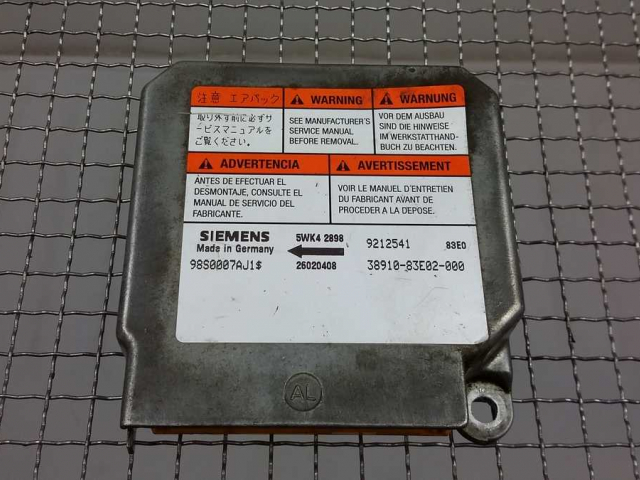 注意 エアバック
取り外す前に必ずサ
ービスマニュアルを
ご覧ください。
WARNING
SEE MANUFACTURER'S
SERVICE MANUAL
BEFORE REMOVAL.
WARNUNG
VOR DEM AUSBAU
SIND DIE HINWEISE
IM WERKSTATTHAND-
BUCH ZU BEACHTEN.
ADVERTENCIA
ANTES DE EFECTUAR EL
DESMONTAJE, CONSULTE EL
MANUAL DE SERVICIO DEL
FABRICANTE.
AVERTISSEMENT
VOIR LE MANUEL D'ENTRETIEN
DU FABRICANT AVANT DE
PROCEDER A LA DEPOSE.
SIEMENS 5WK4 2898 9212541 83E0
Made in Germany
98S0007AJ1$ 26020408 38910-83E02-000
AL